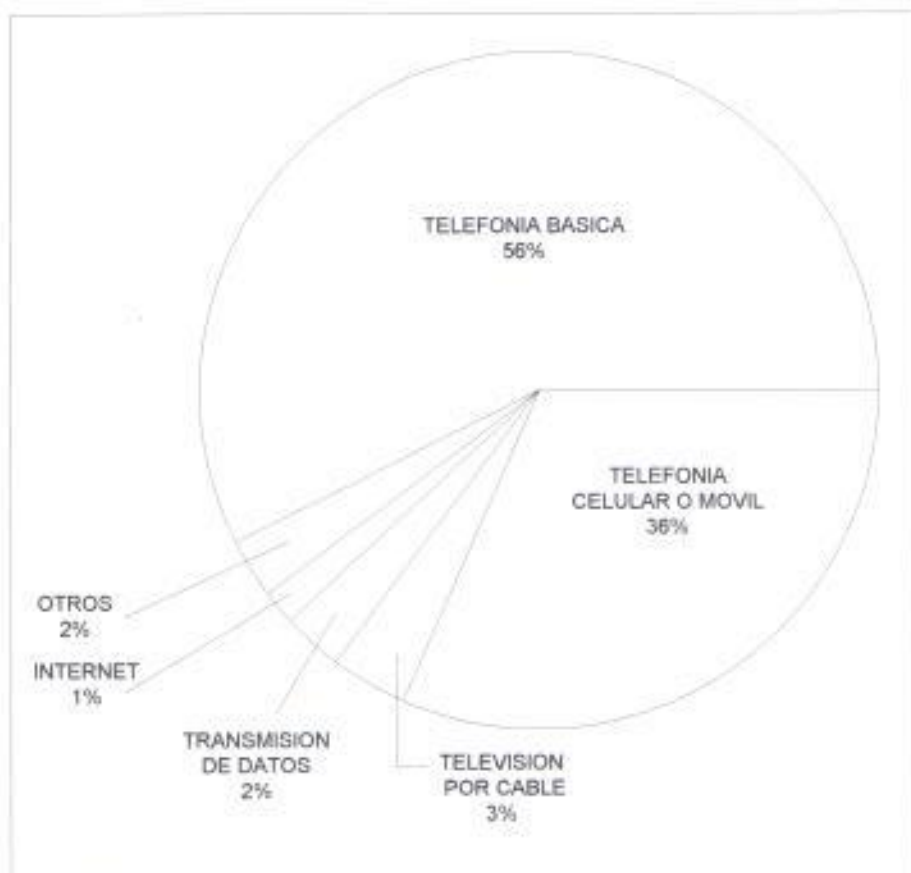 TELEFONIA BASICA
56%
TELEFONIA
CELULAR O MOVIL
36%
OTROS
2%
INTERNET
1%
TRANSMISION
DE DATOS
2%
TELEVISION
POR CABLE
3%